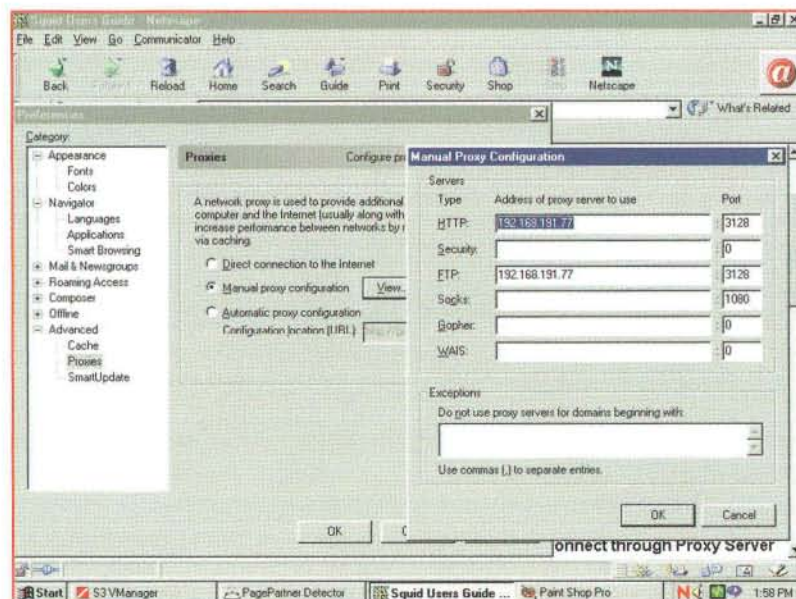 Squid Users Guide - Netscape
File Edit View Go Communicator Help
Back Reload Home Search Guide Print Security Shop Netscape
What's Related
Preferences
Category:
Appearance
Fonts
Colors
Navigator
Languages
Applications
Smart Browsing
Mail & Newsgroups
Roaming Access
Composer
Offline
Advanced
Cache
Proxies
SmartUpdate
Proxies Configure
A network proxy is used to provide additional
computer and the Internet (usually along with
increase performance between networks by
via caching.
Direct connection to the Internet
Manual proxy configuration View..
Automatic proxy configuration
Configuration location (URL):
OK
Manual Proxy Configuration
Servers
Type Address of proxy server to use Port
HTTP: 192.168.191.77 : 3128
Security: : 0
FTP: 192.168.191.77 : 3128
Socks: : 1080
Gopher: : 0
WAIS: : 0
Exceptions
Do not use proxy servers for domains beginning with:
Use commas (,) to separate entries.
OK Cancel
onnect through Proxy Server
Start S3 VManager PagePartner Detector Squid Users Guide ... Paint Shop Pro 1:58 PM